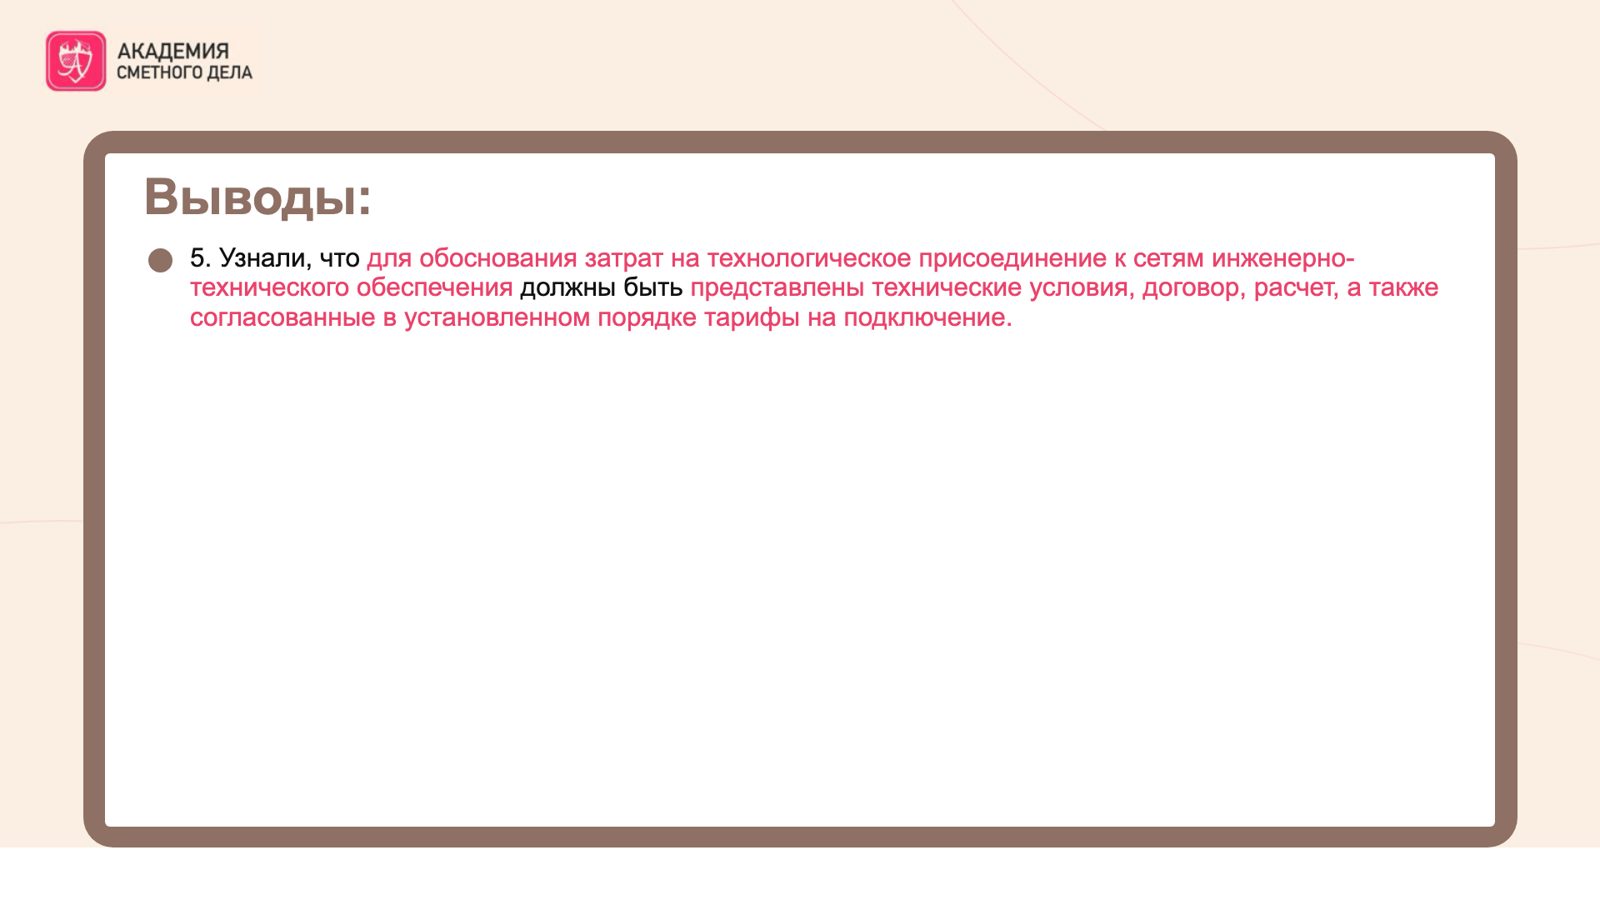 АКАДЕМИЯ
СМЕТНОГО ДЕЛА
Выводы:
5. Узнали, что для обоснования затрат на технологическое присоединение к сетям инженерно-
технического обеспечения должны быть представлены технические условия, договор, расчет, а также
согласованные в установленном порядке тарифы на подключение.